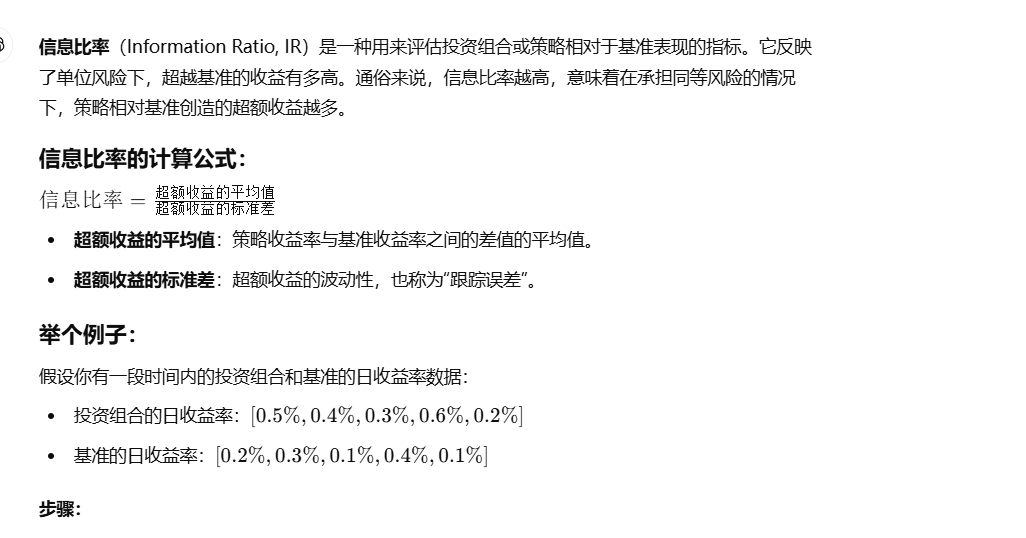 信息比率（Information Ratio, IR）是一种用来评估投资组合或策略相对于基准表现的指标。它反映
了单位风险下，超越基准的收益有多高。通俗来说，信息比率越高，意味着在承担同等风险的情况
下，策略相对基准创造的超额收益越多。
信息比率的计算公式：
信息比率 = 超额收益的平均值
超额收益的标准差
• 超额收益的平均值：策略收益率与基准收益率之间的差值的平均值。
• 超额收益的标准差：超额收益的波动性，也称为“跟踪误差”。
举个例子：
假设你有一段时间内的投资组合和基准的日收益率数据：
• 投资组合的日收益率：[0.5%, 0.4%, 0.3%, 0.6%, 0.2%]
• 基准的日收益率：[0.2%, 0.3%, 0.1%, 0.4%, 0.1%]
步骤：